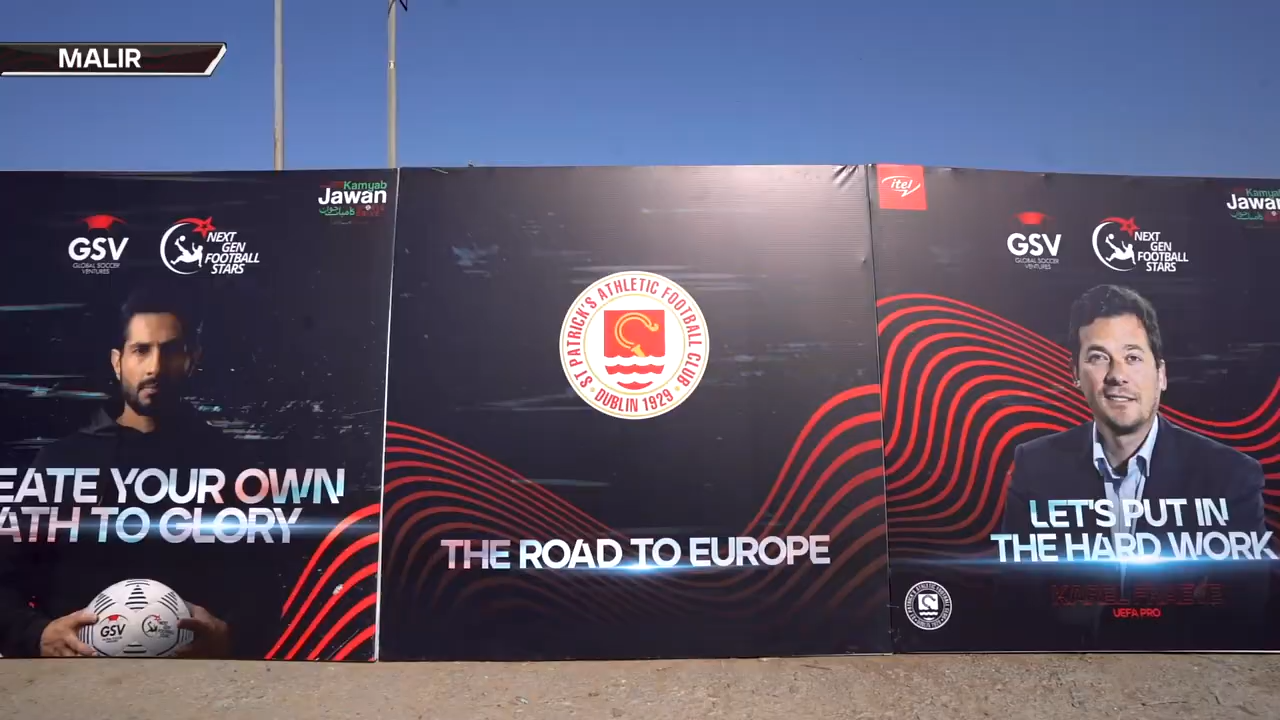 MALIR
Kamyab
Jawan
GSV
GLOBAL SOCCER
VENTURES
NEXT
GEN
FOOTBALL
STARS
EATE YOUR OWN
ATH TO GLORY
GSV
ST PATRICK'S ATHLETIC FOOTBALL CLUB
DUBLIN 1929
THE ROAD TO EUROPE
itel
Kamyab
Jawan
GSV
GLOBAL SOCCER
VENTURES
NEXT
GEN
FOOTBALL
STARS
LET'S PUT IN
THE HARD WORK
UEFA PRO